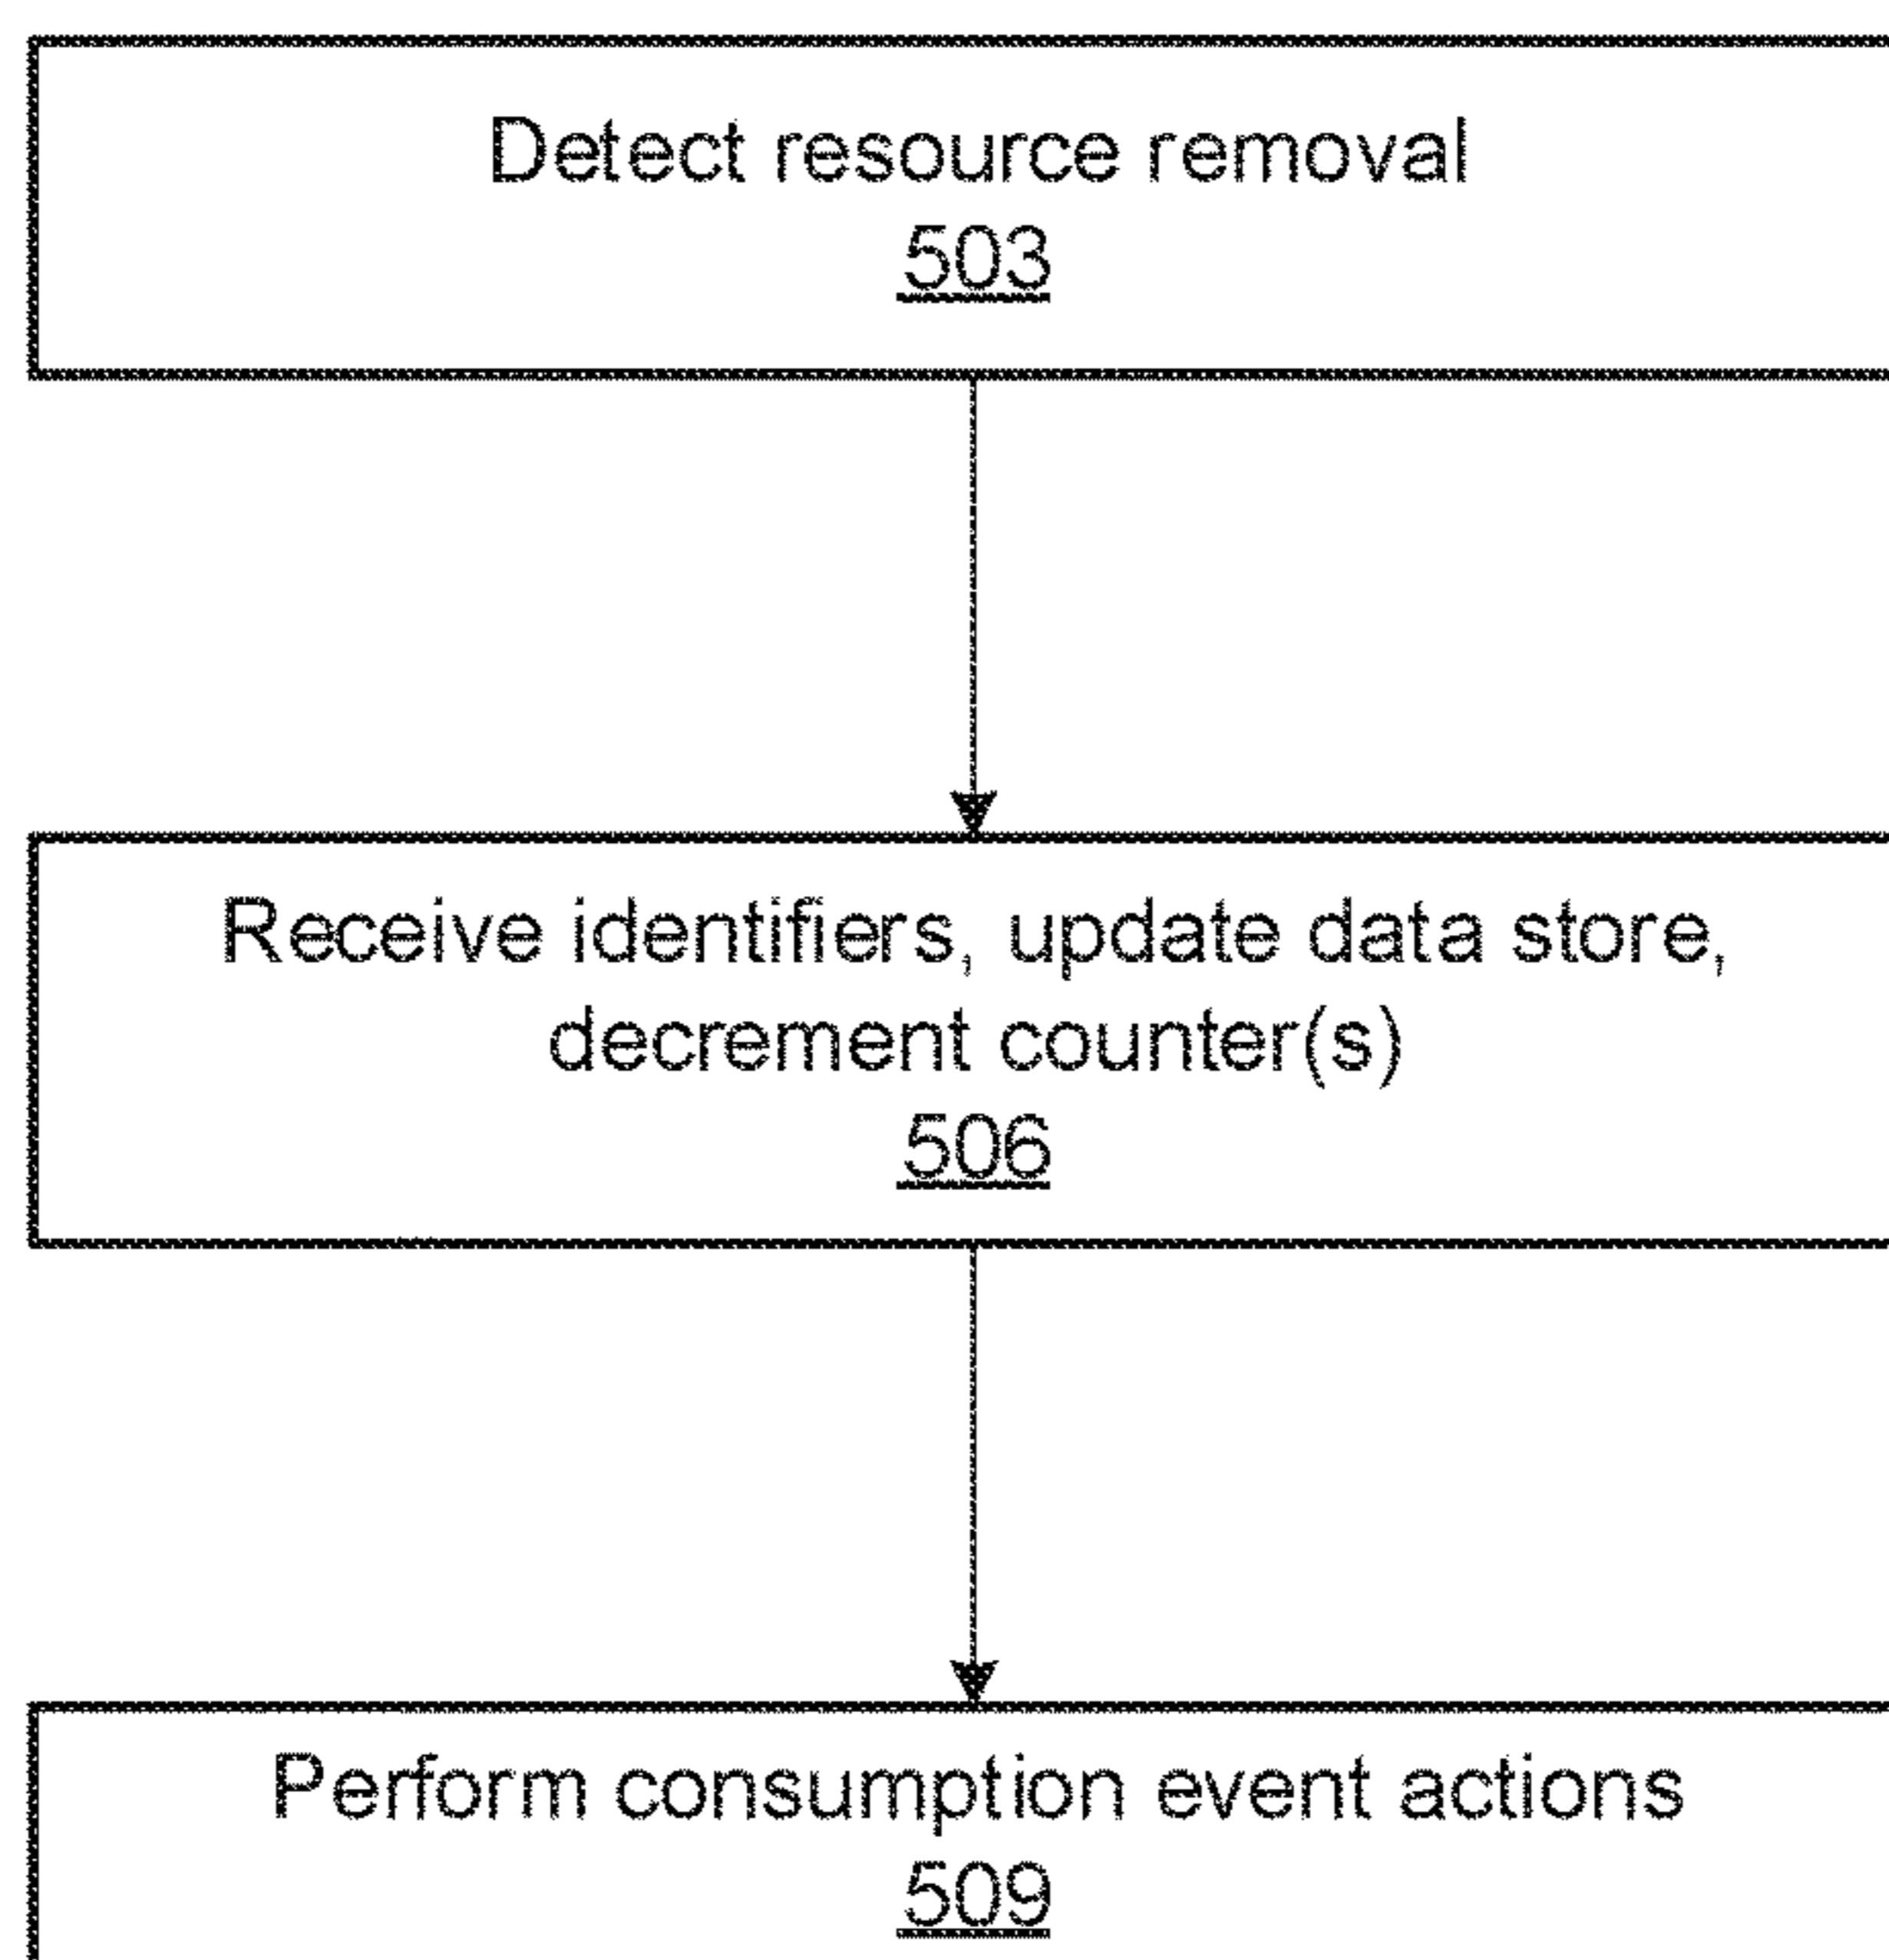 Detect resource removal
503
Receive identifiers, update data store,
decrement counter(s)
506
Perform consumption event actions
509